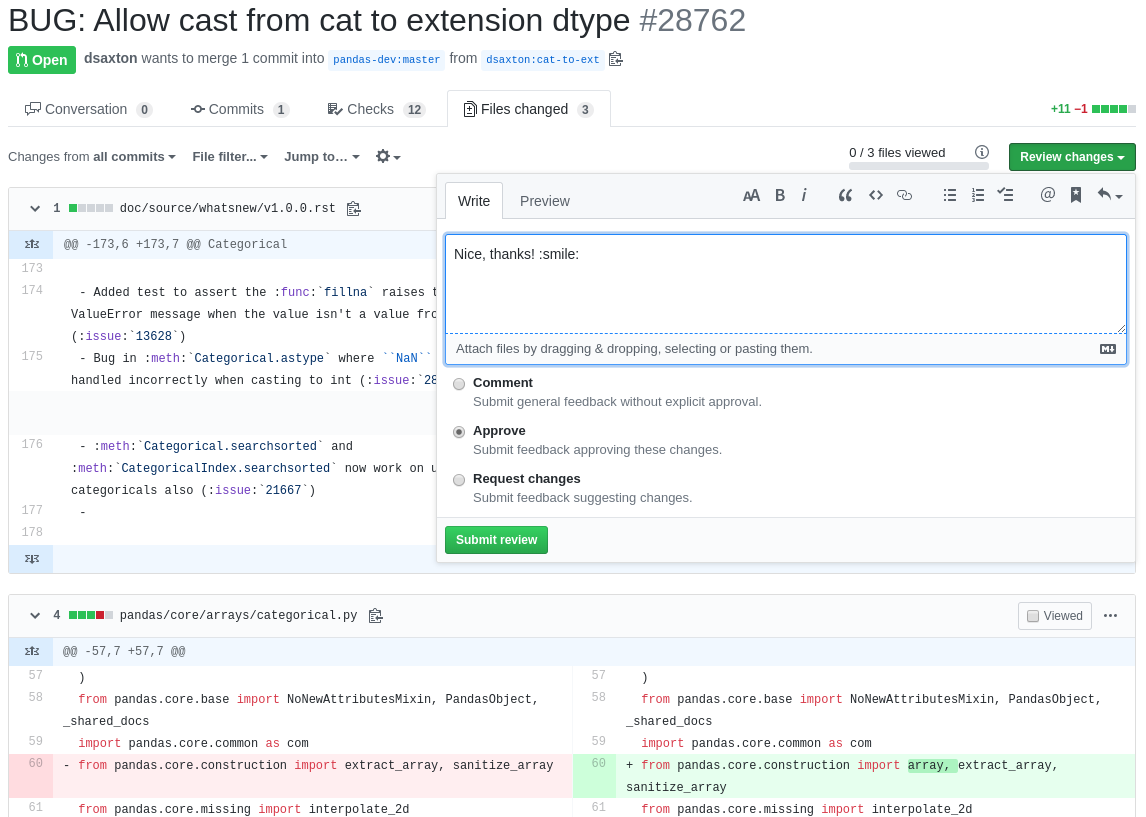 BUG: Allow cast from cat to extension dtype #28762
Open dsaxton wants to merge 1 commit into pandas-dev:master from dsaxton:cat-to-ext
Conversation 0 Commits 1 Checks 12 Files changed 3 +11 −1
Changes from all commits File filter... Jump to… 0 / 3 files viewed Review changes
1 doc/source/whatsnew/v1.0.0.rst
@@ -173,6 +173,7 @@ Categorical
173
174 - Added test to assert the :func:`fillna` raises
ValueError message when the value isn't a value
(:issue:`13628`)
175 - Bug in :meth:`Categorical.astype` where ``NaN``
handled incorrectly when casting to int (:issue:`28
176 - :meth:`Categorical.searchsorted` and
:meth:`CategoricalIndex.searchsorted` now work on
categoricals also (:issue:`21667`)
177 -
178
Write Preview AA B i “ <> @
Nice, thanks! :smile:
Attach files by dragging & dropping, selecting or pasting them.
Comment
Submit general feedback without explicit approval.
Approve
Submit feedback approving these changes.
Request changes
Submit feedback suggesting changes.
Submit review
4 pandas/core/arrays/categorical.py Viewed ...
@@ -57,7 +57,7 @@
57 )
58 from pandas.core.base import NoNewAttributesMixin, PandasObject,
_shared_docs
59 import pandas.core.common as com
60 - from pandas.core.construction import extract_array, sanitize_array
61 from pandas.core.missing import interpolate_2d
57 )
58 from pandas.core.base import NoNewAttributesMixin, PandasObject,
_shared_docs
59 import pandas.core.common as com
60 + from pandas.core.construction import array, extract_array,
sanitize_array
61 from pandas.core.missing import interpolate_2d